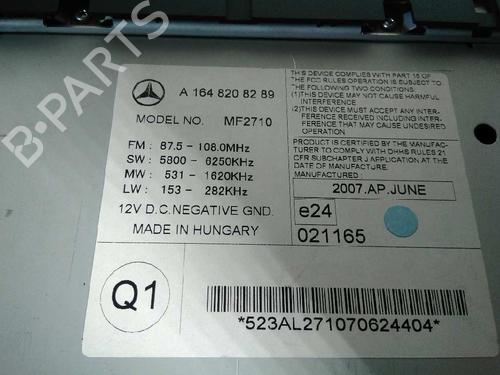 A 164 820 82 89
MODEL NO. MF2710
FM : 87.5 - 108.0MHz
SW : 5800 - 6250KHz
MW : 531 - 1620KHz
LW : 153 - 282KHz
12V D.C.NEGATIVE GND.
MADE IN HUNGARY
THIS DEVICE COMPLIES WITH PART 15 OF
THE FCC RULES OPERATION IS SUBJECT TO THE
FOLLOWING TWO CONDITIONS:
(1)THIS DEVICE MAY NOT CAUSE HARMFUL
INTERFERENCE
(2)THIS DEVICE MUST ACCEPT ANY INTER-
FERENCE RECEIVED INCLUDING INTERFER-
ENCE THAT MAY CAUSE UNDESIRED
OPERATION
PRODUCT IS CERTIFIED BY THE MANUFAC-
TURER TO COMPLY WITH DHHS RULES 21
CFR SUBCHAPTER J APPLICATION AT THE
DATE OF MANUFACTURE.
MANUFACTURED :
2007.AP.JUNE
e24
021165
Q1
*523AL271070624404*
B-PARTS